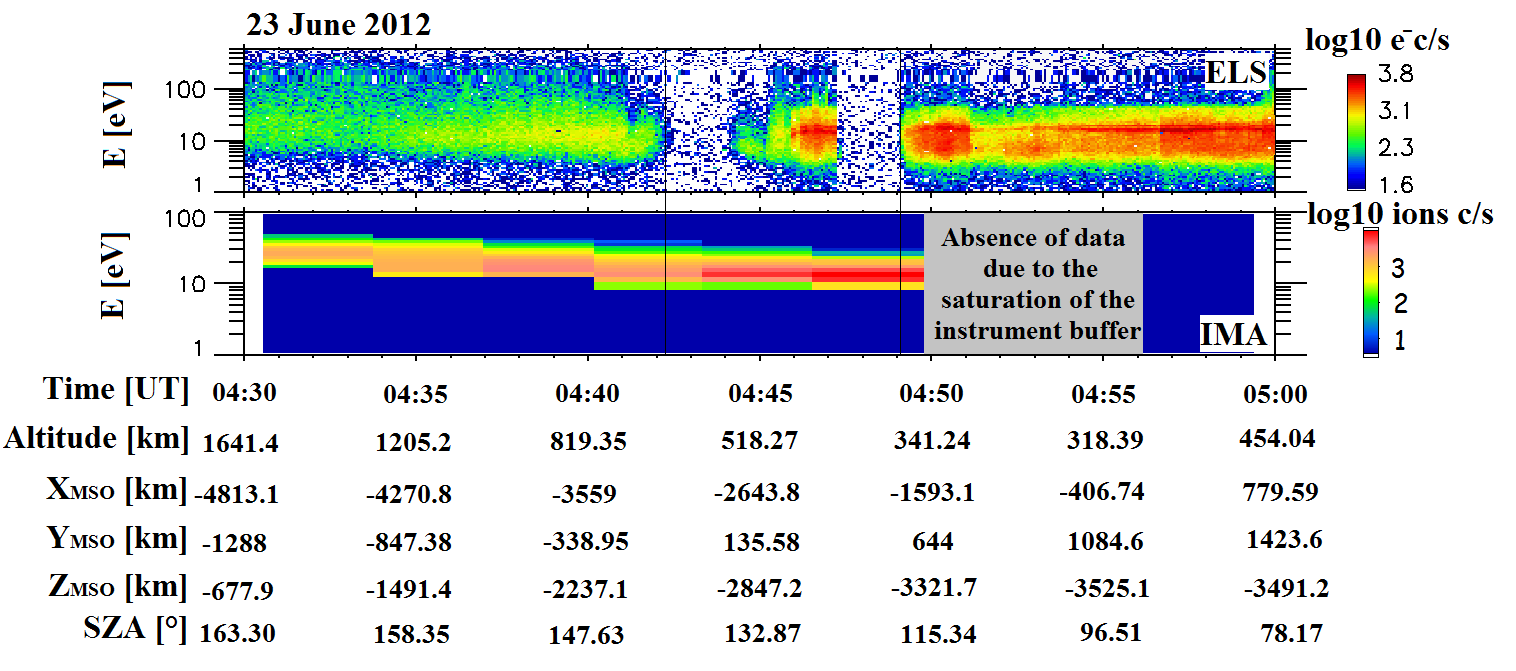 23 June 2012
log10 e⁻ c/s
E [eV]
100
10
1
ELS
3.8
3.1
2.3
1.6
log10 ions c/s
E [eV]
100
10
1
Absence of data
due to the
saturation of the
instrument buffer
IMA
3
2
1
Time [UT] 04:30 04:35 04:40 04:45 04:50 04:55 05:00
Altitude [km] 1641.4 1205.2 819.35 518.27 341.24 318.39 454.04
XMSO [km] -4813.1 -4270.8 -3559 -2643.8 -1593.1 -406.74 779.59
YMSO [km] -1288 -847.38 -338.95 135.58 644 1084.6 1423.6
ZMSO [km] -677.9 -1491.4 -2237.1 -2847.2 -3321.7 -3525.1 -3491.2
SZA [°] 163.30 158.35 147.63 132.87 115.34 96.51 78.17